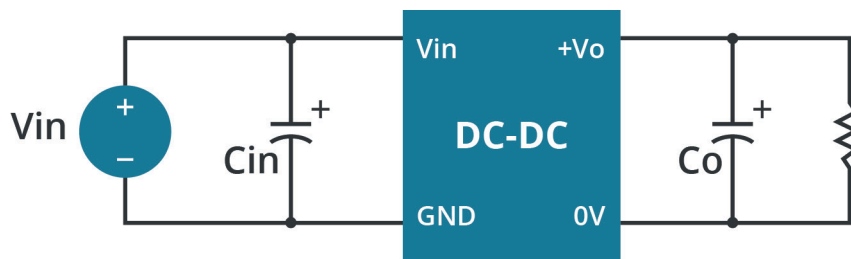 Vin
+
−
Cin
+
Vin
+Vo
DC-DC
GND
0V
Co
+